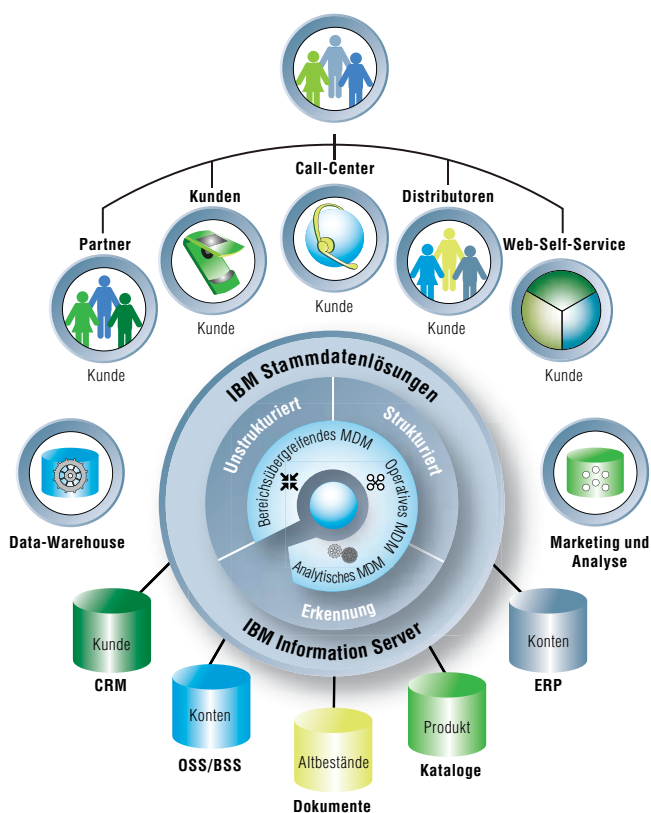 Call-Center
Kunden
Distributoren
Partner
Web-Self-Service
Kunde
Kunde
Kunde
Kunde
Kunde
IBM Stammdatenlösungen
Unstrukturiert
Strukturiert
Bereichsübergreifendes MDM
Operatives MDM
Analytisches MDM
Erkennung
IBM Information Server
Data-Warehouse
Marketing und
Analyse
Kunde
CRM
Konten
OSS/BSS
Altbestände
Dokumente
Produkt
Kataloge
Konten
ERP